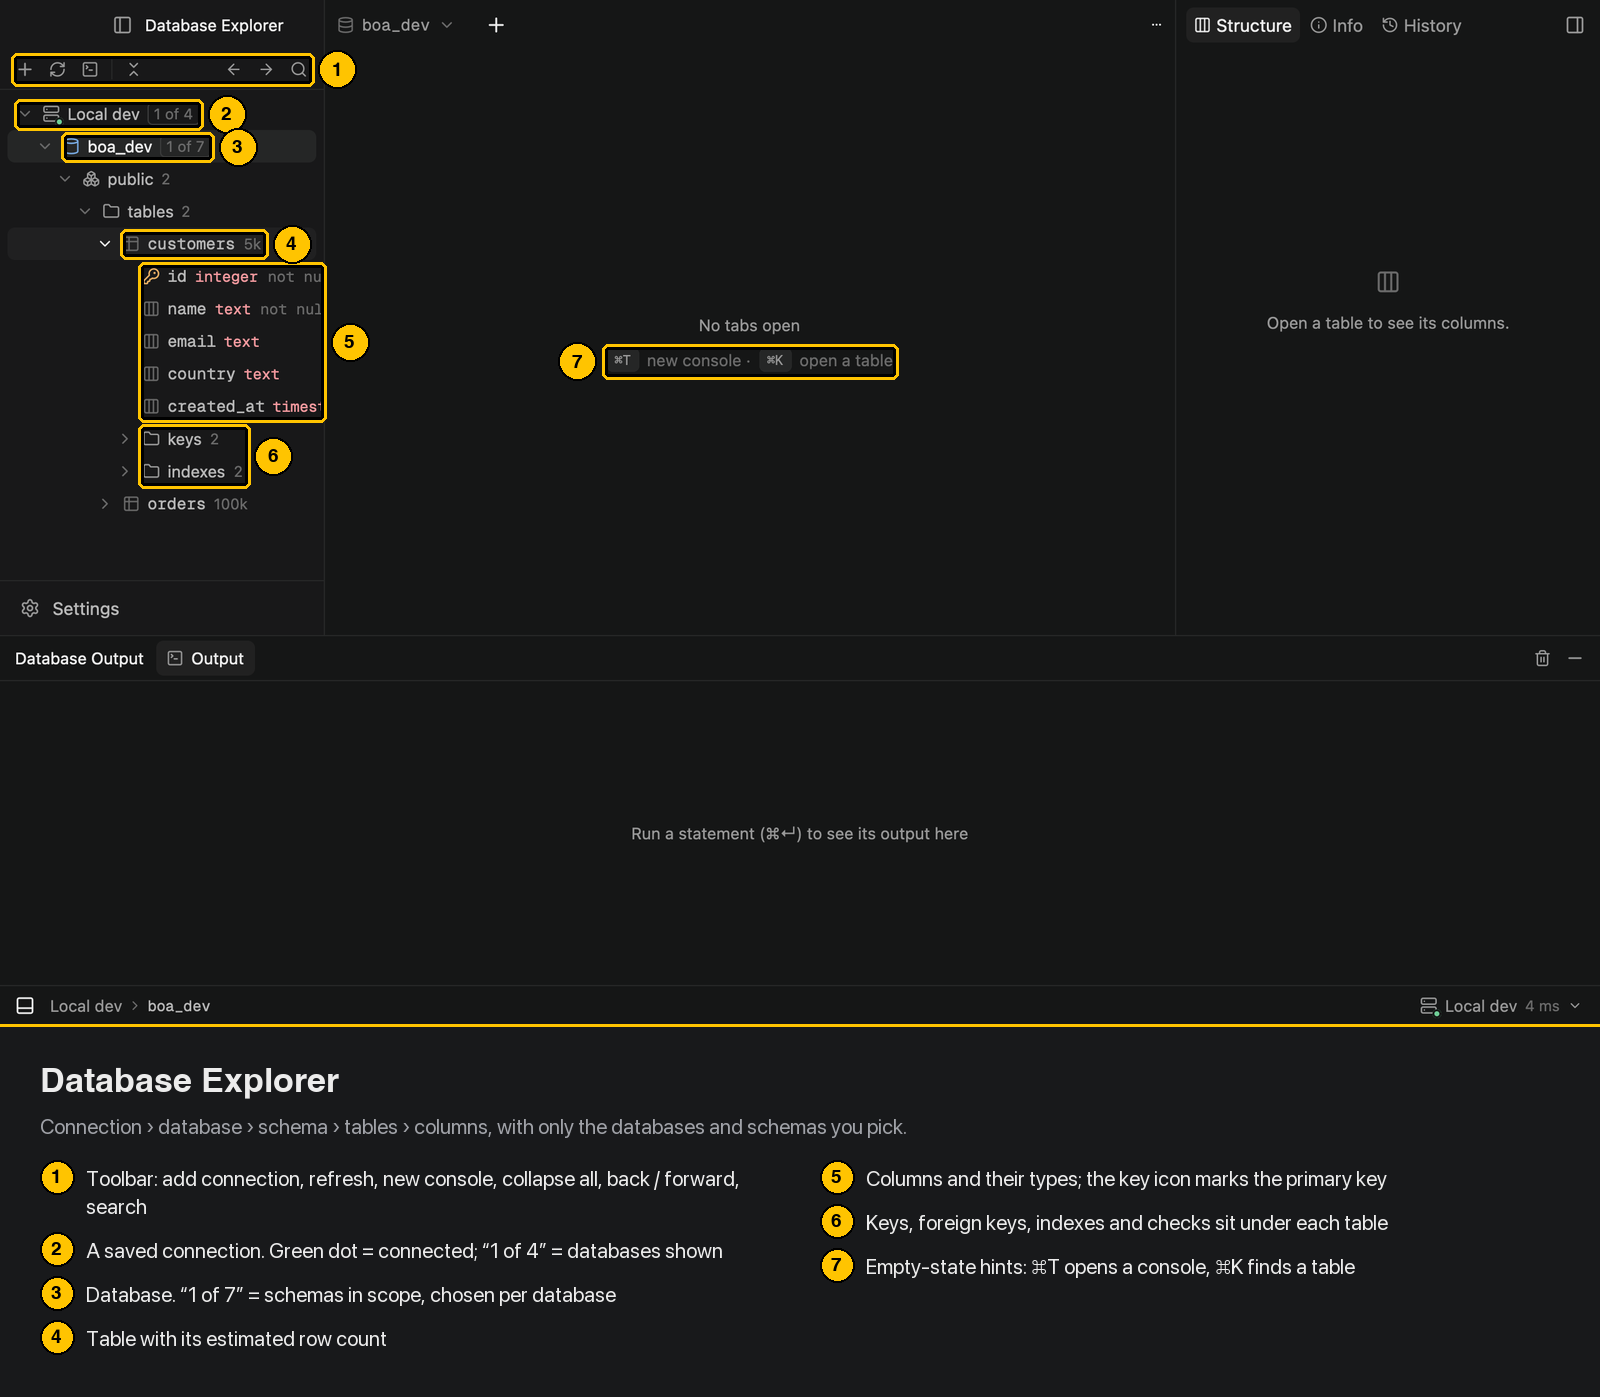 Database Explorer
boa_dev
Structure
Info
History
1
Local dev 1 of 4
2
boa_dev 1 of 7
3
public 2
tables 2
customers 5k
4
id integer not nu
name text not nul
email text
country text
created_at timest
5
keys 2
indexes 2
6
orders 100k
No tabs open
7
⌘T new console · ⌘K open a table
Open a table to see its columns.
Settings
Database Output
Output
Run a statement (⌘↵) to see its output here
Local dev › boa_dev
Local dev 4 ms
Database Explorer
Connection › database › schema › tables › columns, with only the databases and schemas you pick.
1 Toolbar: add connection, refresh, new console, collapse all, back / forward,
search
2 A saved connection. Green dot = connected; “1 of 4” = databases shown
3 Database. “1 of 7” = schemas in scope, chosen per database
4 Table with its estimated row count
5 Columns and their types; the key icon marks the primary key
6 Keys, foreign keys, indexes and checks sit under each table
7 Empty-state hints: ⌘T opens a console, ⌘K finds a table